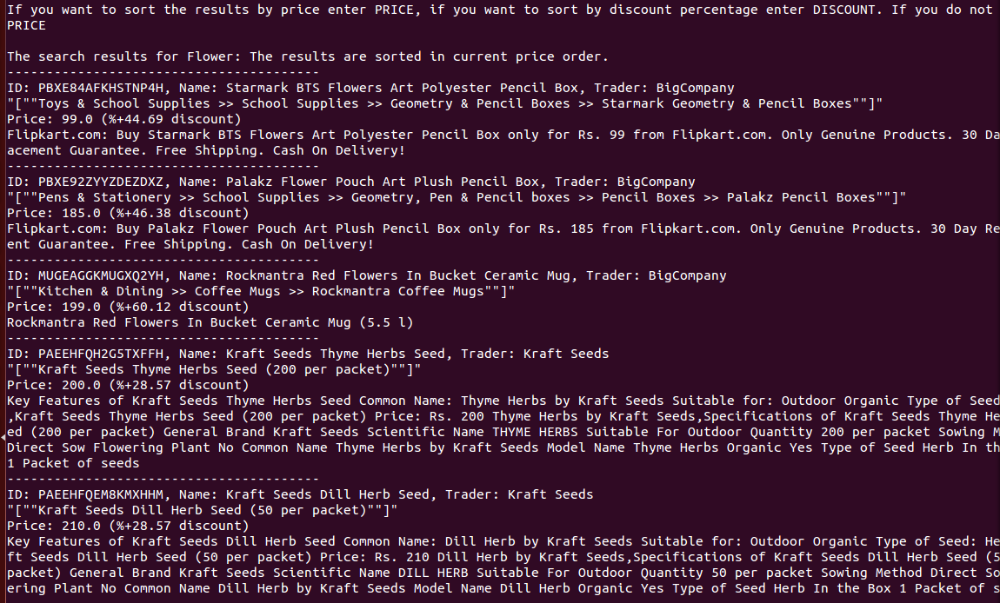 If you want to sort the results by price enter PRICE, if you want to sort by discount percentage enter DISCOUNT. If you do not
PRICE
The search results for Flower: The results are sorted in current price order.
----------------------------------------
ID: PBXE84AFKHSTNP4H, Name: Starmark BTS Flowers Art Polyester Pencil Box, Trader: BigCompany
"[""Toys & School Supplies >> School Supplies >> Geometry & Pencil Boxes >> Starmark Geometry & Pencil Boxes""]"
Price: 99.0 (%+44.69 discount)
Flipkart.com: Buy Starmark BTS Flowers Art Polyester Pencil Box only for Rs. 99 from Flipkart.com. Only Genuine Products. 30 Da
acement Guarantee. Free Shipping. Cash On Delivery!
----------------------------------------
ID: PBXE92ZYYZDEZDXZ, Name: Palakz Flower Pouch Art Plush Pencil Box, Trader: BigCompany
"[""Pens & Stationery >> School Supplies >> Geometry, Pen & Pencil boxes >> Pencil Boxes >> Palakz Pencil Boxes""]"
Price: 185.0 (%+46.38 discount)
Flipkart.com: Buy Palakz Flower Pouch Art Plush Pencil Box only for Rs. 185 from Flipkart.com. Only Genuine Products. 30 Day Re
ent Guarantee. Free Shipping. Cash On Delivery!
----------------------------------------
ID: MUGEAGGKMUGXQ2YH, Name: Rockmantra Red Flowers In Bucket Ceramic Mug, Trader: BigCompany
"[""Kitchen & Dining >> Coffee Mugs >> Rockmantra Coffee Mugs""]"
Price: 199.0 (%+60.12 discount)
Rockmantra Red Flowers In Bucket Ceramic Mug (5.5 l)
----------------------------------------
ID: PAEEHFQH2G5TXFFH, Name: Kraft Seeds Thyme Herbs Seed, Trader: Kraft Seeds
"[""Kraft Seeds Thyme Herbs Seed (200 per packet)""]"
Price: 200.0 (%+28.57 discount)
Key Features of Kraft Seeds Thyme Herbs Seed Common Name: Thyme Herbs by Kraft Seeds Suitable for: Outdoor Organic Type of Seed
,Kraft Seeds Thyme Herbs Seed (200 per packet) Price: Rs. 200 Thyme Herbs by Kraft Seeds,Specifications of Kraft Seeds Thyme He
ed (200 per packet) General Brand Kraft Seeds Scientific Name THYME HERBS Suitable For Outdoor Quantity 200 per packet Sowing M
Direct Sow Flowering Plant No Common Name Thyme Herbs by Kraft Seeds Model Name Thyme Herbs Organic Yes Type of Seed Herb In th
1 Packet of seeds
----------------------------------------
ID: PAEEHFQEM8KMXHHM, Name: Kraft Seeds Dill Herb Seed, Trader: Kraft Seeds
"[""Kraft Seeds Dill Herb Seed (50 per packet)""]"
Price: 210.0 (%+28.57 discount)
Key Features of Kraft Seeds Dill Herb Seed Common Name: Dill Herb by Kraft Seeds Suitable for: Outdoor Organic Type of Seed: He
ft Seeds Dill Herb Seed (50 per packet) Price: Rs. 210 Dill Herb by Kraft Seeds,Specifications of Kraft Seeds Dill Herb Seed (5
packet) General Brand Kraft Seeds Scientific Name DILL HERB Suitable For Outdoor Quantity 50 per packet Sowing Method Direct So
ering Plant No Common Name Dill Herb by Kraft Seeds Model Name Dill Herb Organic Yes Type of Seed Herb In the Box 1 Packet of s